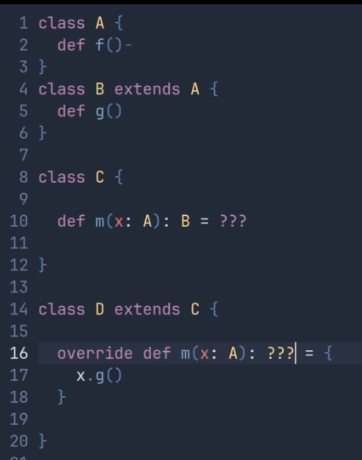 1 class A {
2   def f()-
3 }
4 class B extends A {
5   def g()
6 }
7
8 class C {
9
10   def m(x: A): B = ???
11
12 }
13
14 class D extends C {
15
16   override def m(x: A): ??? = {
17     x.g()
18   }
19
20 }